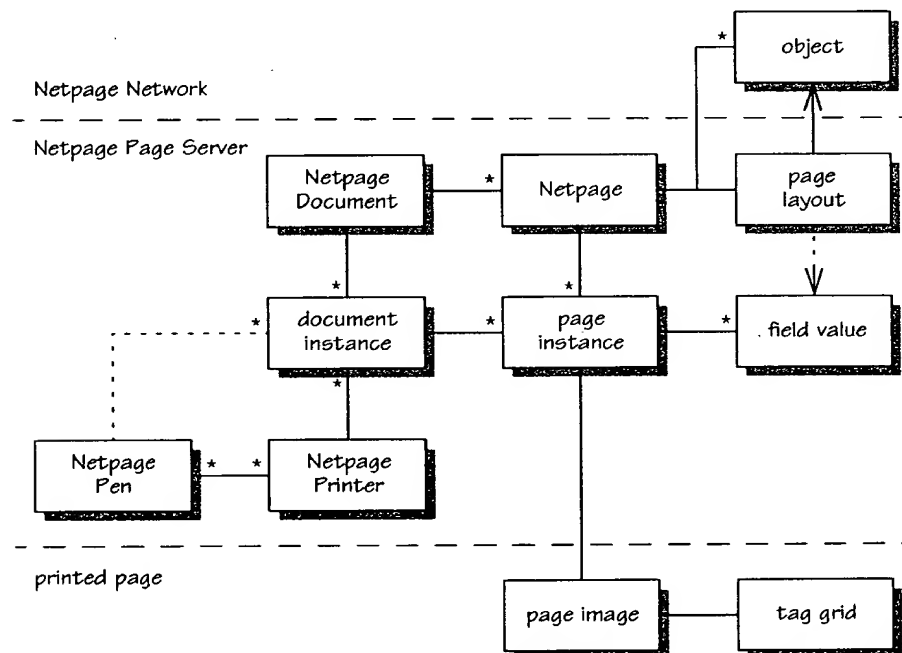 *
object
Netpage Network
Netpage Page Server
Netpage
Document
*
Netpage
page
layout
*
*
*
document
instance
*
page
instance
*
field value
*
Netpage
Pen
*
*
Netpage
Printer
printed page
page image
tag grid